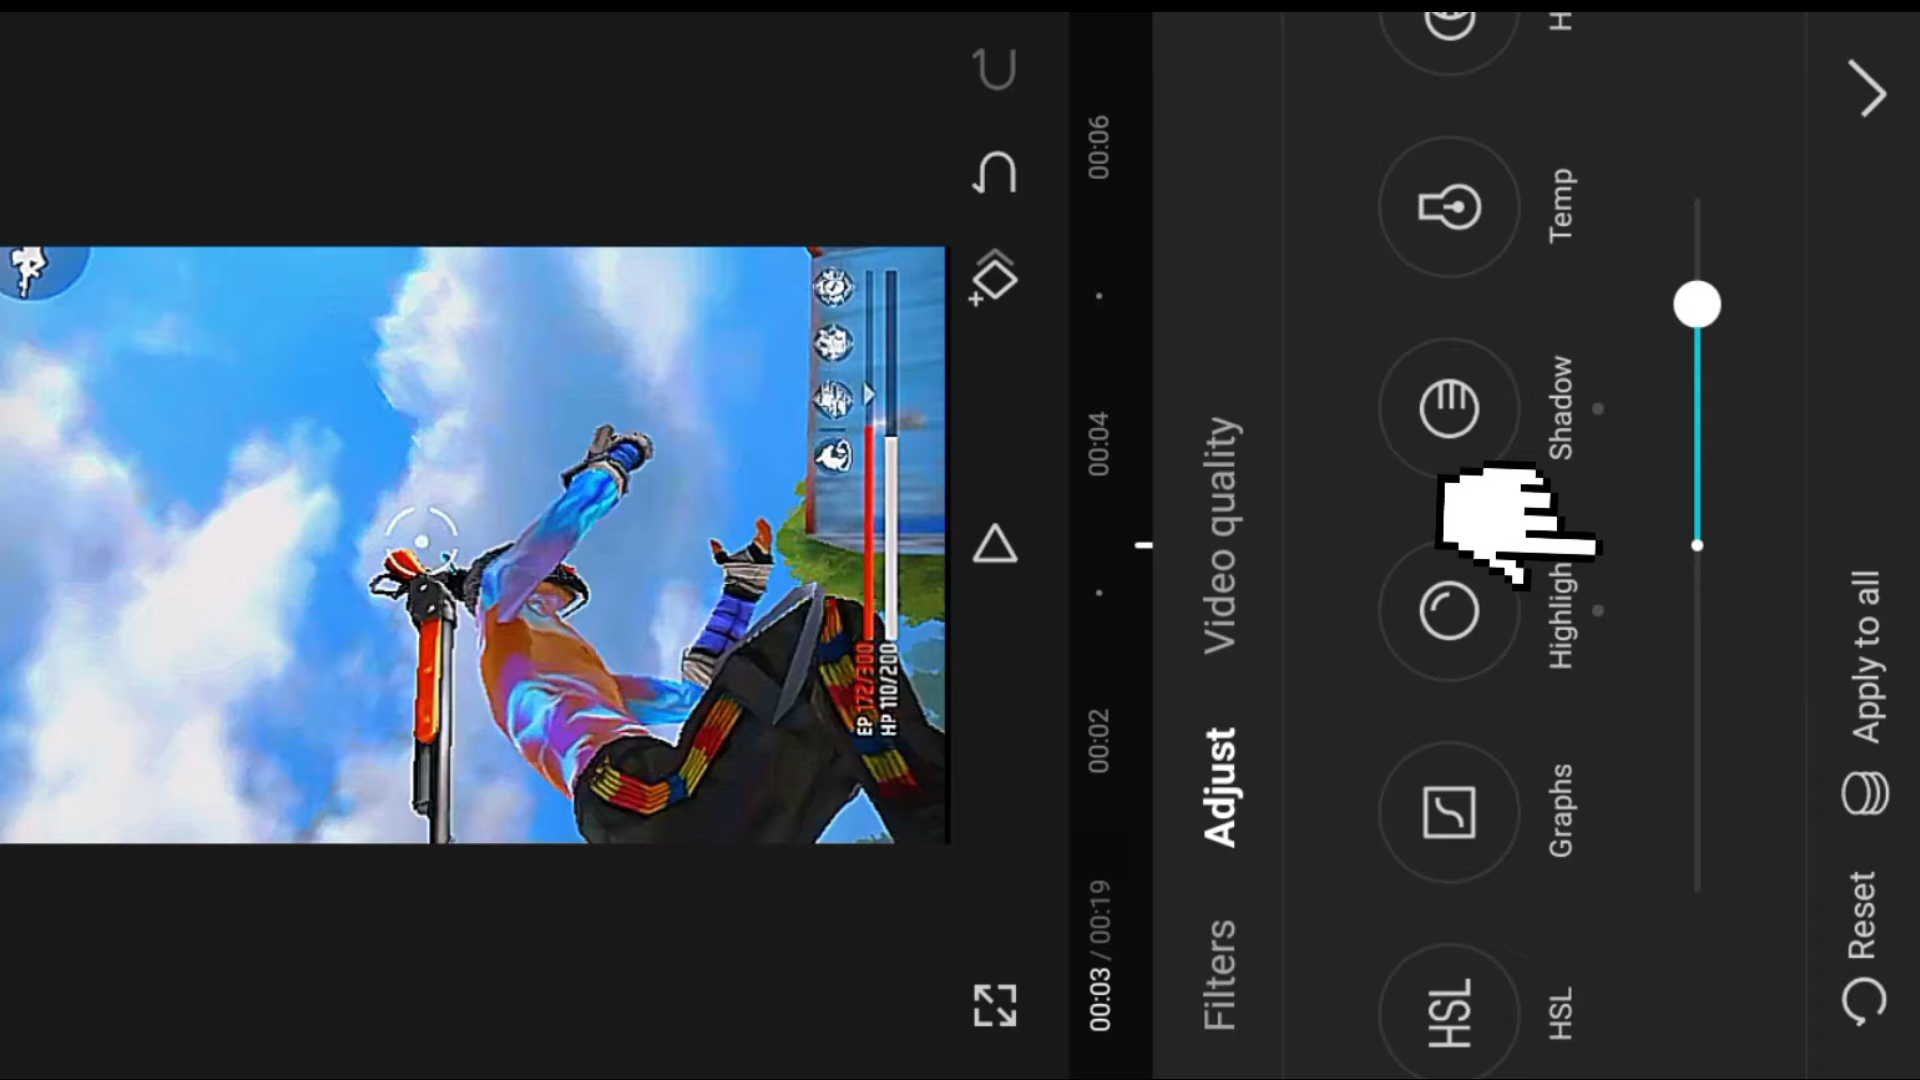 EP 172/300
HP 110/200
00:03 / 00:19
00:02
00:04
00:06
Filters
Adjust
Video quality
HSL
HSL
Graphs
Highligh
Shadow
Temp
H
Reset
Apply to all